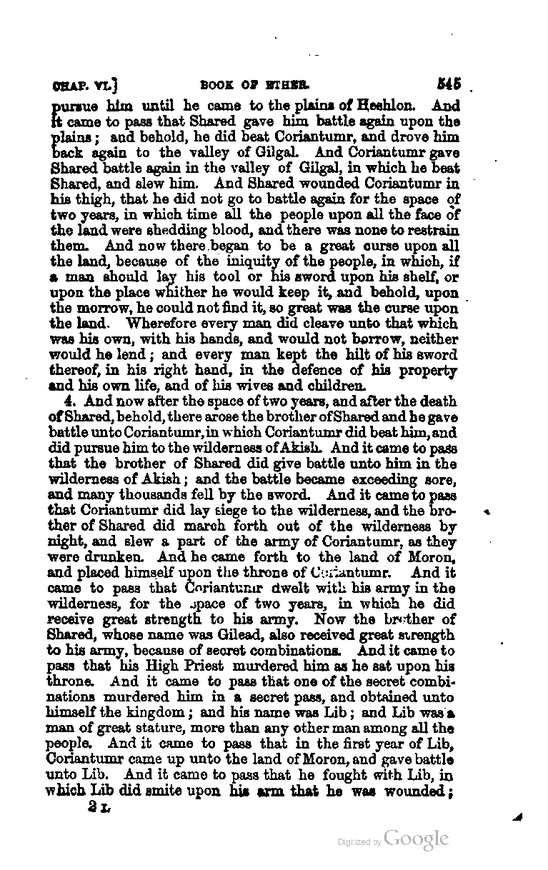 CHAP. VI.] BOOK OF ETHER. 545
pursue him until he came to the plains of Heshlon. And
it came to pass that Shared gave him battle again upon the
plains; and behold, he did beat Coriantumr, and drove him
back again to the valley of Gilgal. And Coriantumr gave
Shared battle again in the valley of Gilgal, in which he beat
Shared, and slew him. And Shared wounded Coriantumr in
his thigh, that he did not go to battle again for the space of
two years, in which time all the people upon all the face of
the land were shedding blood, and there was none to restrain
them. And now there began to be a great curse upon all
the land, because of the iniquity of the people, in which, if
a man should lay his tool or his sword upon his shelf, or
upon the place whither he would keep it, and behold, upon
the morrow, he could not find it, so great was the curse upon
the land. Wherefore every man did cleave unto that which
was his own, with his hands, and would not borrow, neither
would he lend; and every man kept the hilt of his sword
thereof, in his right hand, in the defence of his property
and his own life, and of his wives and children.
4. And now after the space of two years, and after the death
of Shared, behold, there arose the brother of Shared and he gave
battle unto Coriantumr, in which Coriantumr did beat him, and
did pursue him to the wilderness of Akish. And it came to pass
that the brother of Shared did give battle unto him in the
wilderness of Akish; and the battle became exceeding sore,
and many thousands fell by the sword. And it came to pass
that Coriantumr did lay siege to the wilderness, and the bro-
ther of Shared did march forth out of the wilderness by
night, and slew a part of the army of Coriantumr, as they
were drunken. And he came forth to the land of Moron,
and placed himself upon the throne of Coriantumr. And it
came to pass that Coriantumr dwelt with his army in the
wilderness, for the space of two years, in which he did
receive great strength to his army. Now the brother of
Shared, whose name was Gilead, also received great strength
to his army, because of secret combinations. And it came to
pass that his High Priest murdered him as he sat upon his
throne. And it came to pass that one of the secret combi-
nations murdered him in a secret pass, and obtained unto
himself the kingdom; and his name was Lib; and Lib was a
man of great stature, more than any other man among all the
people. And it came to pass that in the first year of Lib,
Coriantumr came up unto the land of Moron, and gave battle
unto Lib. And it came to pass that he fought with Lib, in
which Lib did smite upon his arm that he was wounded;
2 L
Digitized by Google